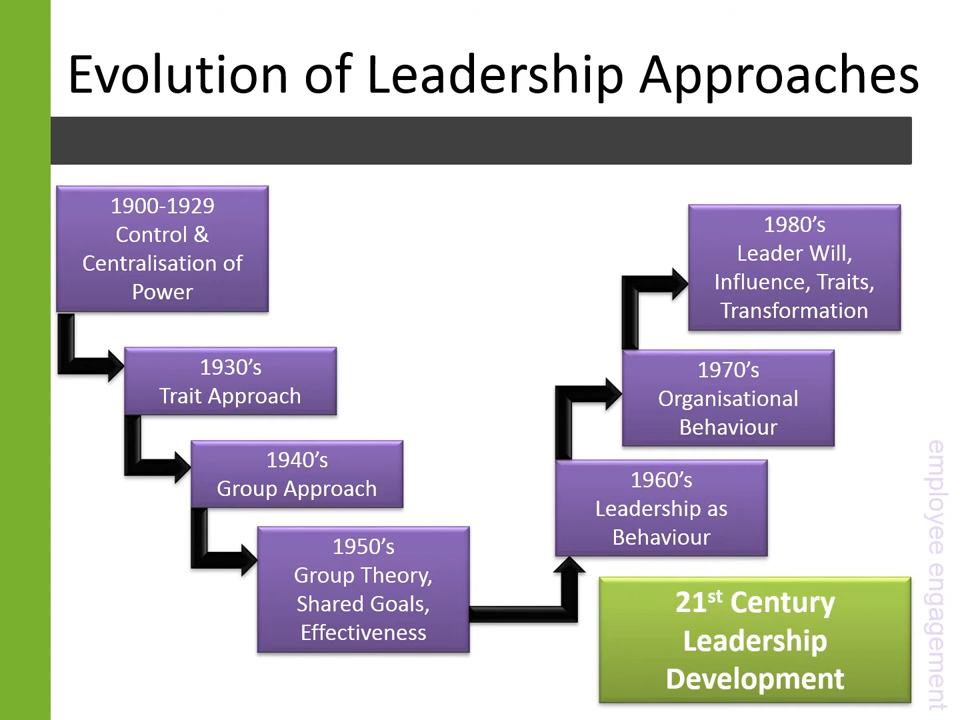 Evolution of Leadership Approaches
1900-1929
Control &
Centralisation of
Power
1930’s
Trait Approach
1940’s
Group Approach
1950’s
Group Theory,
Shared Goals,
Effectiveness
1960’s
Leadership as
Behaviour
1970’s
Organisational
Behaviour
1980’s
Leader Will,
Influence, Traits,
Transformation
21st Century
Leadership
Development
employee engagement